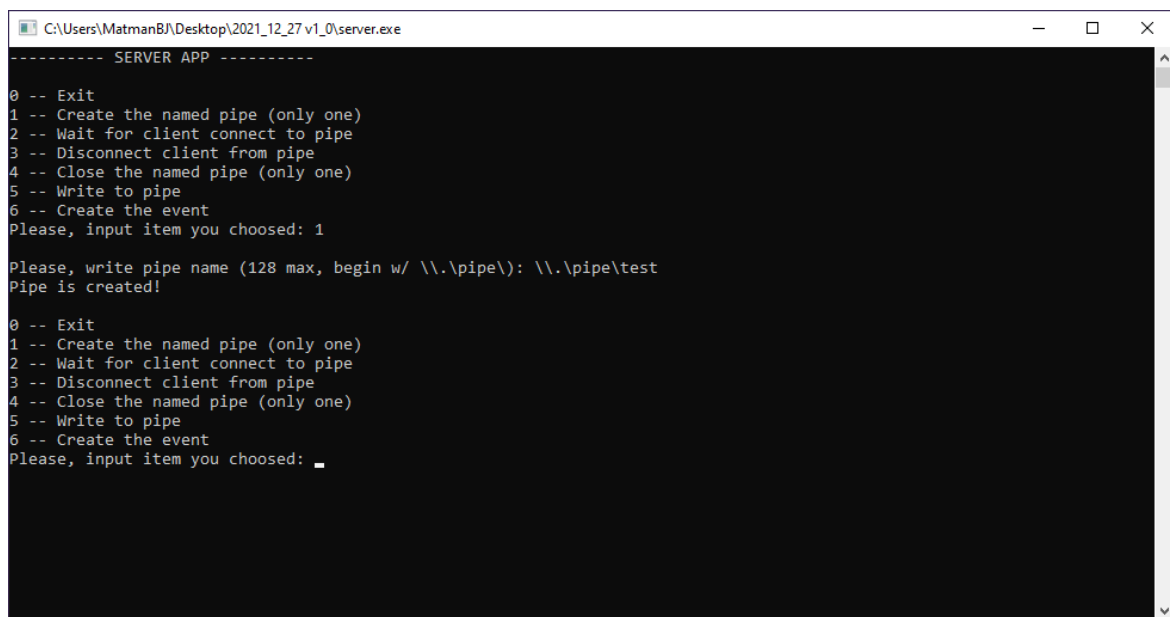 C:\Users\MatmanBJ\Desktop\2021_12_27 v1_0\server.exe
---------- SERVER APP ----------
0 -- Exit
1 -- Create the named pipe (only one)
2 -- Wait for client connect to pipe
3 -- Disconnect client from pipe
4 -- Close the named pipe (only one)
5 -- Write to pipe
6 -- Create the event
Please, input item you choosed: 1
Please, write pipe name (128 max, begin w/ \\.\pipe\): \\.\pipe\test
Pipe is created!
0 -- Exit
1 -- Create the named pipe (only one)
2 -- Wait for client connect to pipe
3 -- Disconnect client from pipe
4 -- Close the named pipe (only one)
5 -- Write to pipe
6 -- Create the event
Please, input item you choosed: